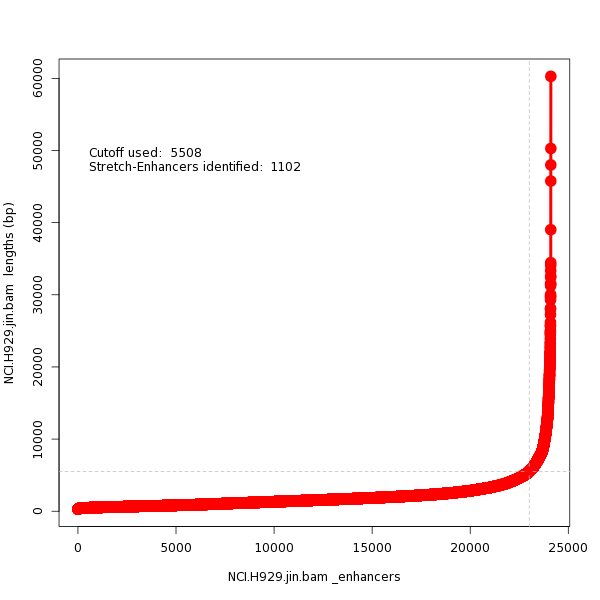 60000
50000
40000
30000
20000
10000
0
NCI.H929.jin.bam  lengths (bp)
Cutoff used:  5508
Stretch-Enhancers identified:  1102
0 5000 10000 15000 20000 25000
NCI.H929.jin.bam _enhancers